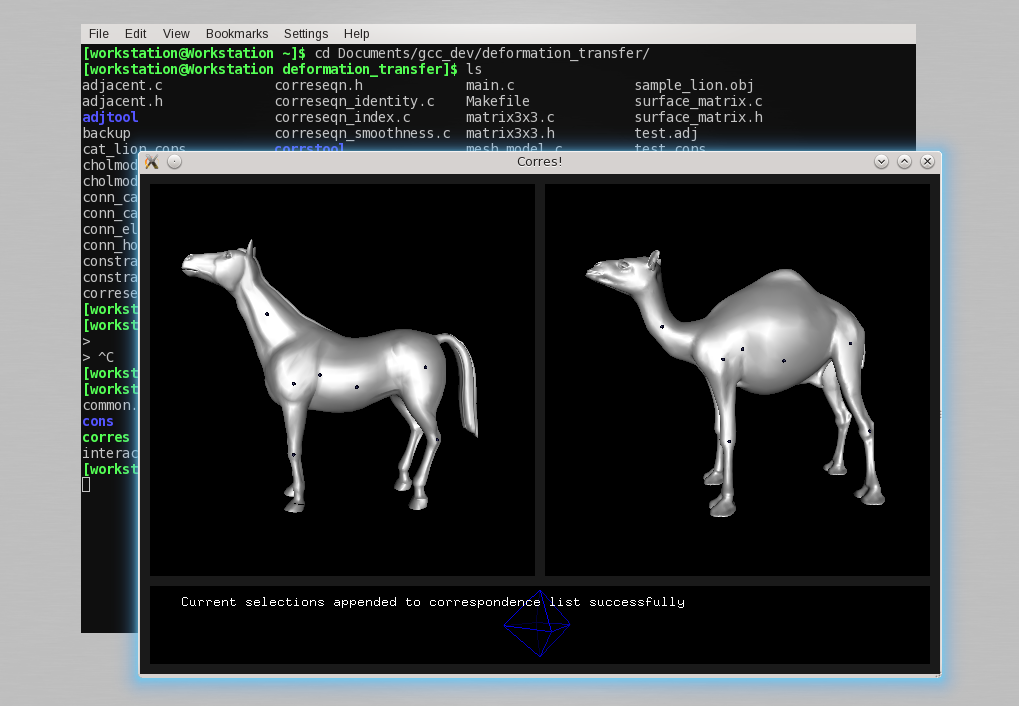 File Edit View Bookmarks Settings Help
[workstation@Workstation ~]$ cd Documents/gcc_dev/deformation_transfer/
[workstation@Workstation deformation_transfer]$ ls
adjacent.c correseqn.h main.c sample_lion.obj
adjacent.h correseqn_identity.c Makefile surface_matrix.c
adjtool correseqn_index.c matrix3x3.c surface_matrix.h
backup correseqn_smoothness.c matrix3x3.h test.adj
cat_lion.cons corrstool mesh_model.c test.cons
cholmod
cholmod
conn_ca
conn_ca
conn_el
conn_ho
constra
constra
correse
[workst
[workst
>
> ^C
[workst
[workst
common.
cons
corres
interac
[workst
Corres!
Current selections appended to correspondence list successfully